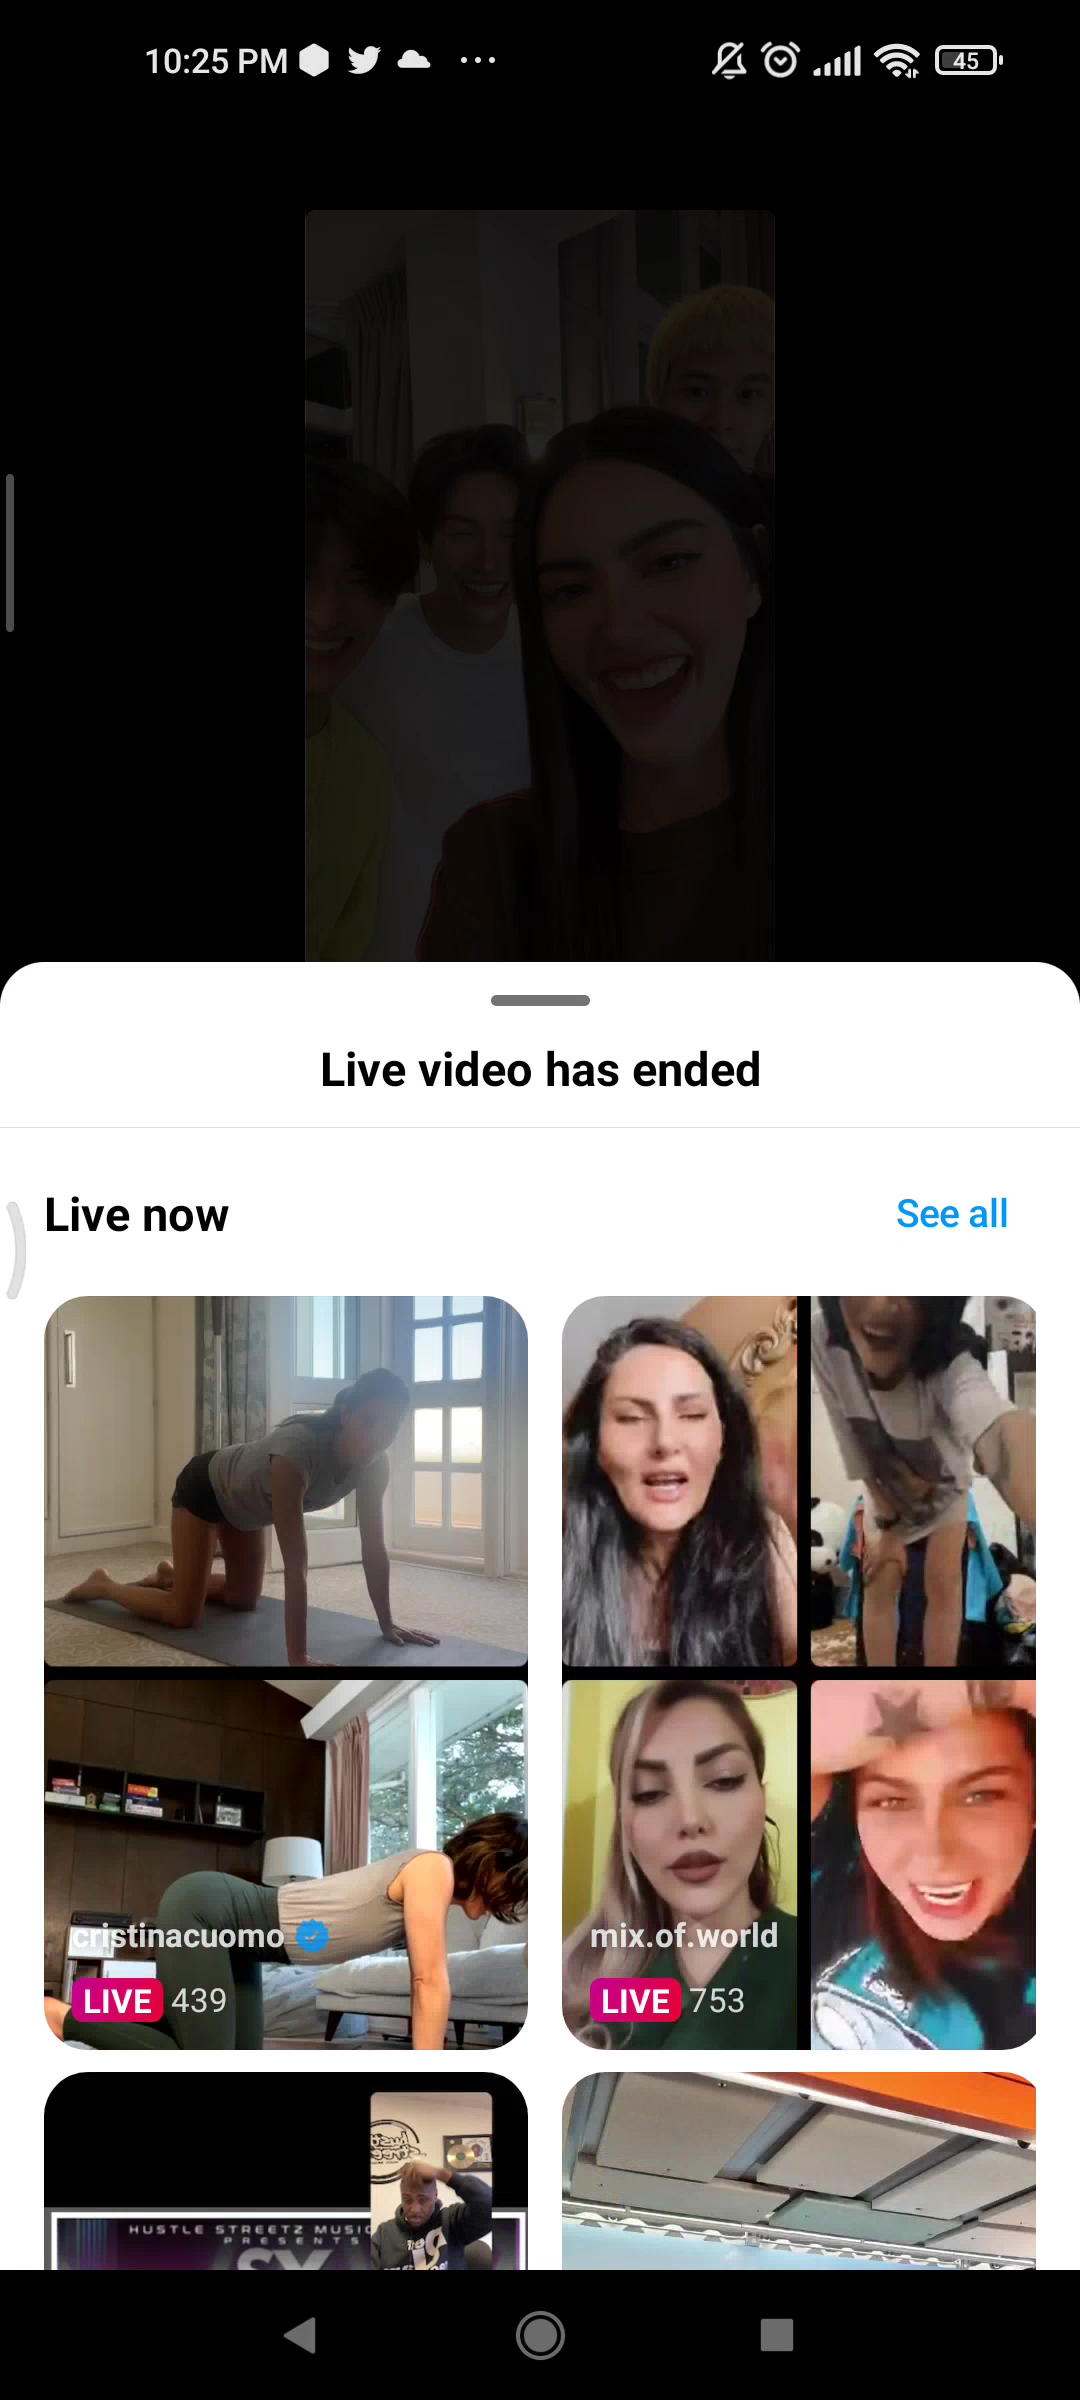 10:25 PM
45
Live video has ended
Live now
See all
cristinacuomo
LIVE 439
mix.of.world
LIVE 753
HUSTLE STREETZ MUSIC
PRESENTS